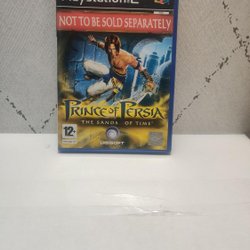 PlayStation 2
NOT TO BE SOLD SEPARATELY
PRINCE OF PERSIA
THE SANDS OF TIME
12+
UBISOFT